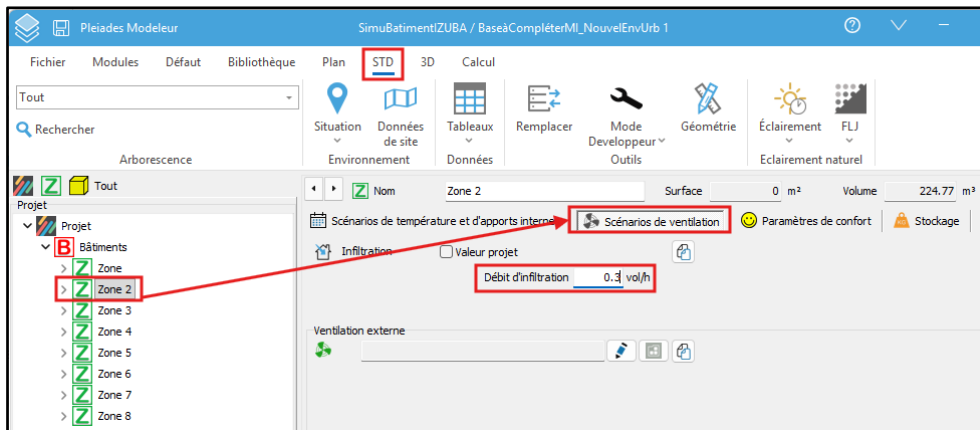 Pleiades Modeleur SimuBatimentIZUBA / BaseàCompléterMI_NouvelEnvUrb 1
Fichier Modules Défaut Bibliothèque Plan STD 3D Calcul
Tout
Rechercher
Arborescence
Situation Données de site
Environnement
Tableaux
Données
Remplacer Mode Developpeur Géométrie
Outils
Éclairement FLJ
Eclairement naturel
Tout
Projet
Projet
B Bâtiments
Z Zone
Z Zone 2
Z Zone 3
Z Zone 4
Z Zone 5
Z Zone 6
Z Zone 7
Z Zone 8
Z Nom Zone 2 Surface 0 m² Volume 224.77 m³
Scénarios de température et d'apports interne Scénarios de ventilation Paramètres de confort Stockage
Infiltration Valeur projet
Débit d'infiltration 0.3 vol/h
Ventilation externe